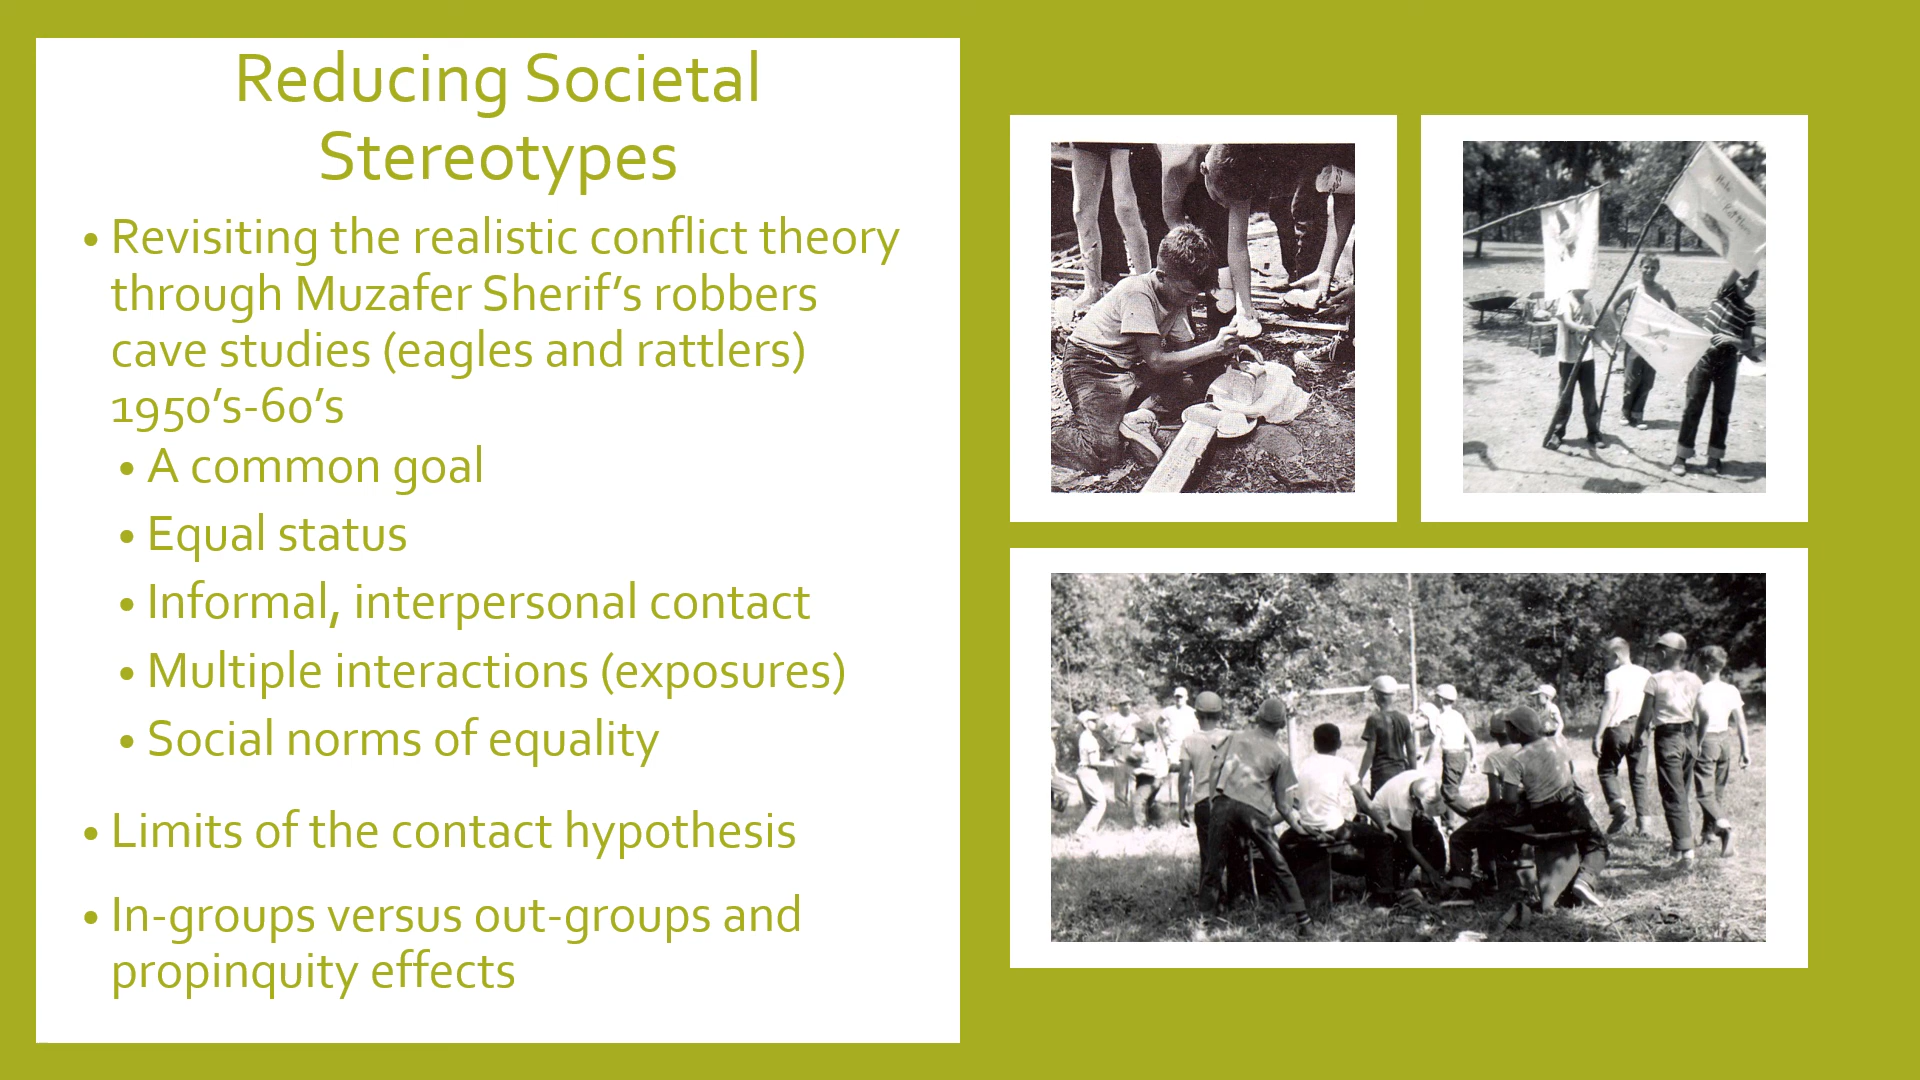 Reducing Societal
Stereotypes
• Revisiting the realistic conflict theory
through Muzafer Sherif’s robbers
cave studies (eagles and rattlers)
1950’s-60’s
• A common goal
• Equal status
• Informal, interpersonal contact
• Multiple interactions (exposures)
• Social norms of equality
• Limits of the contact hypothesis
• In-groups versus out-groups and
propinquity effects